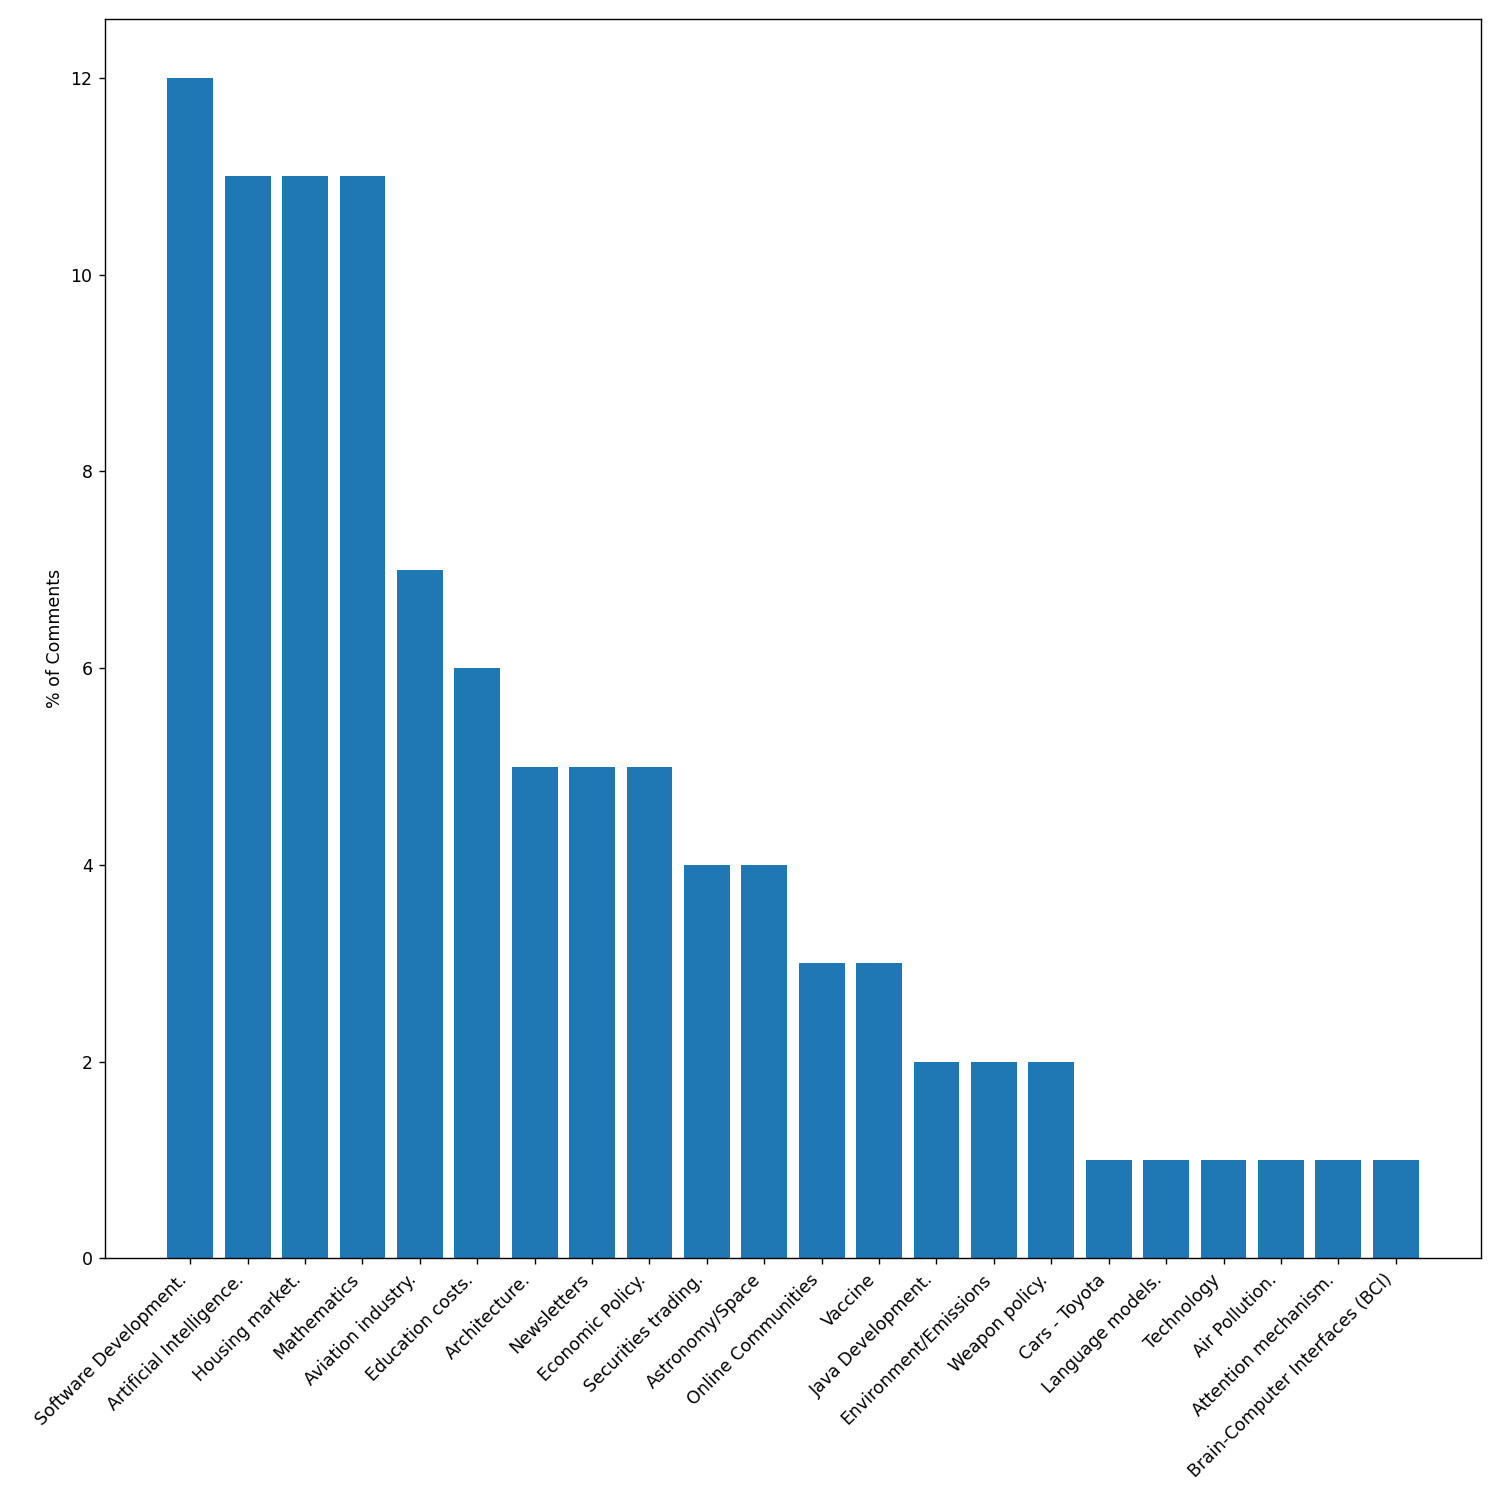 12
10
8
6
4
2
0
% of Comments
Software Development.
Artificial Intelligence.
Housing market.
Mathematics
Aviation industry.
Education costs.
Architecture.
Newsletters
Economic Policy.
Securities trading.
Astronomy/Space
Online Communities
Vaccine
Java Development.
Environment/Emissions
Weapon policy.
Cars - Toyota
Language models.
Technology
Air Pollution.
Attention mechanism.
Brain-Computer Interfaces (BCI)